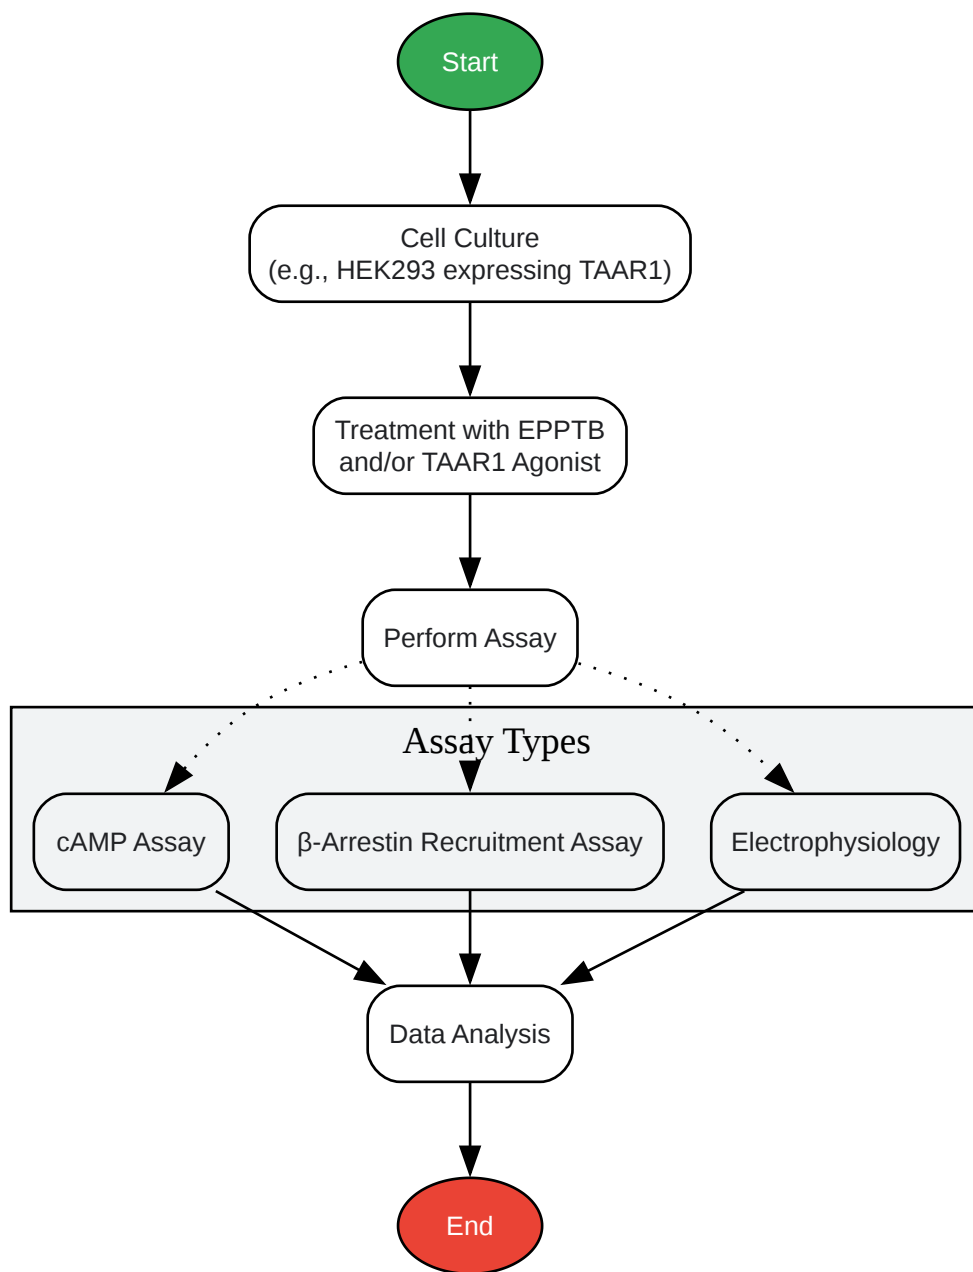 Start
Cell Culture
(e.g., HEK293 expressing TAAR1)
Treatment with EPPTB
and/or TAAR1 Agonist
Perform Assay
Assay Types
cAMP Assay
β-Arrestin Recruitment Assay
Electrophysiology
Data Analysis
End